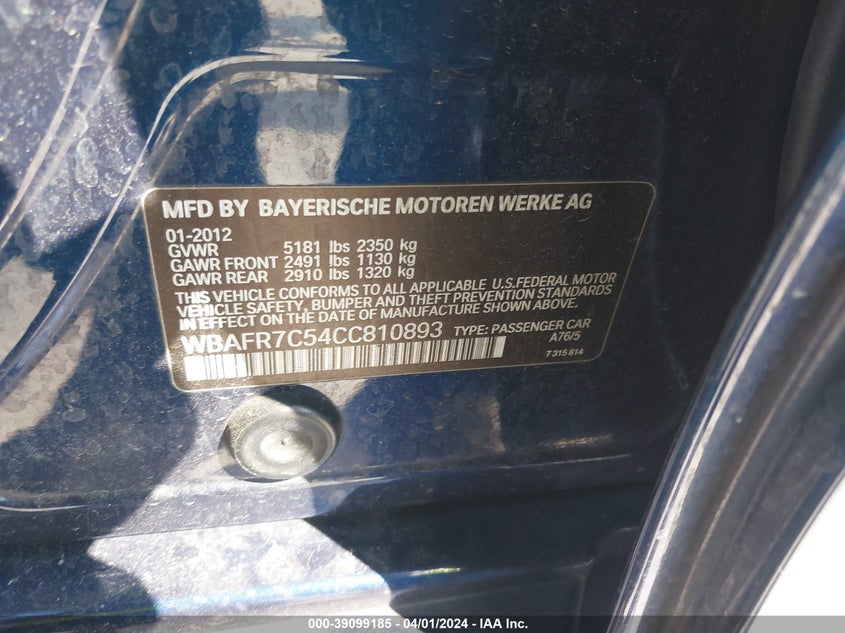 MFD BY BAYERISCHE MOTOREN WERKE AG
01-2012
GVWR 5181 lbs 2350 kg
GAWR FRONT 2491 lbs 1130 kg
GAWR REAR 2910 lbs 1320 kg
THIS VEHICLE CONFORMS TO ALL APPLICABLE U.S.FEDERAL MOTOR
VEHICLE SAFETY, BUMPER AND THEFT PREVENTION STANDARDS
IN EFFECT ON THE DATE OF MANUFACTURE SHOWN ABOVE.
WBAFR7C54CC810893 TYPE: PASSENGER CAR
A76/5
7315814
000-39099185 - 04/01/2024 - IAA Inc.